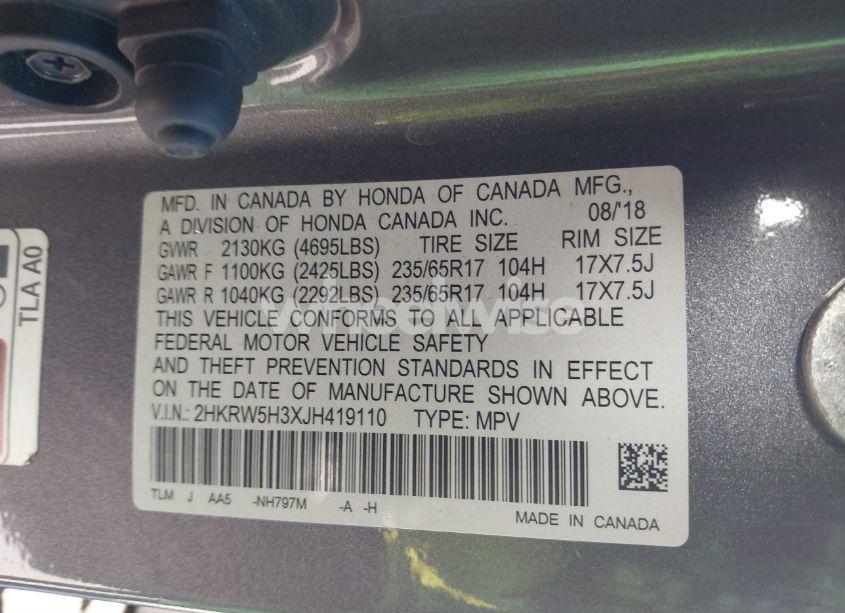 MFD. IN CANADA BY HONDA OF CANADA MFG.,
A DIVISION OF HONDA CANADA INC. 08/'18
GVWR 2130KG (4695LBS) TIRE SIZE RIM SIZE
GAWR F 1100KG (2425LBS) 235/65R17 104H 17X7.5J
GAWR R 1040KG (2292LBS) 235/65R17 104H 17X7.5J
THIS VEHICLE CONFORMS TO ALL APPLICABLE
FEDERAL MOTOR VEHICLE SAFETY
AND THEFT PREVENTION STANDARDS IN EFFECT
ON THE DATE OF MANUFACTURE SHOWN ABOVE.
V.I.N.: 2HKRW5H3XJH419110 TYPE: MPV
TLM J AA5 -NH797M -A -H
MADE IN CANADA
TLA A0